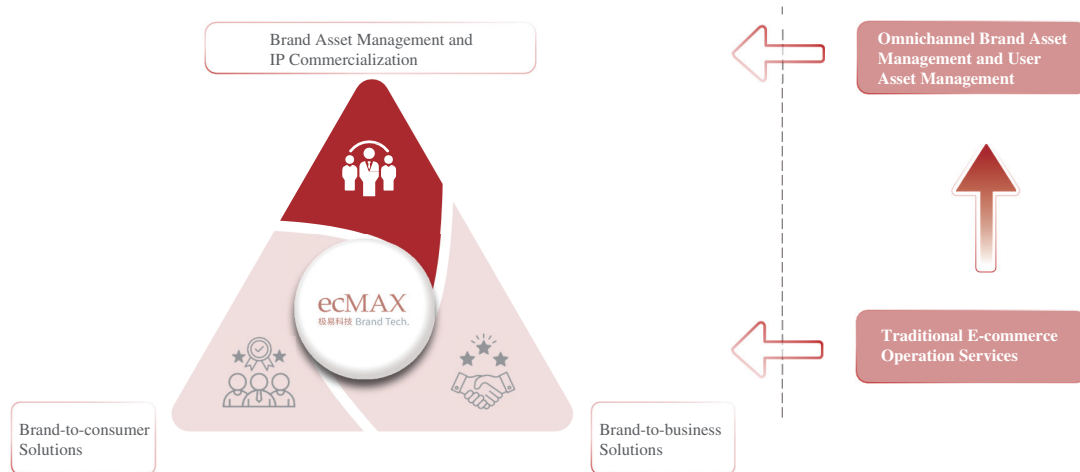 Brand Asset Management and
IP Commercialization
Omnichannel Brand Asset
Management and User
Asset Management
ecMAX
极易科技 Brand Tech.
Traditional E-commerce
Operation Services
Brand-to-consumer
Solutions
Brand-to-business
Solutions